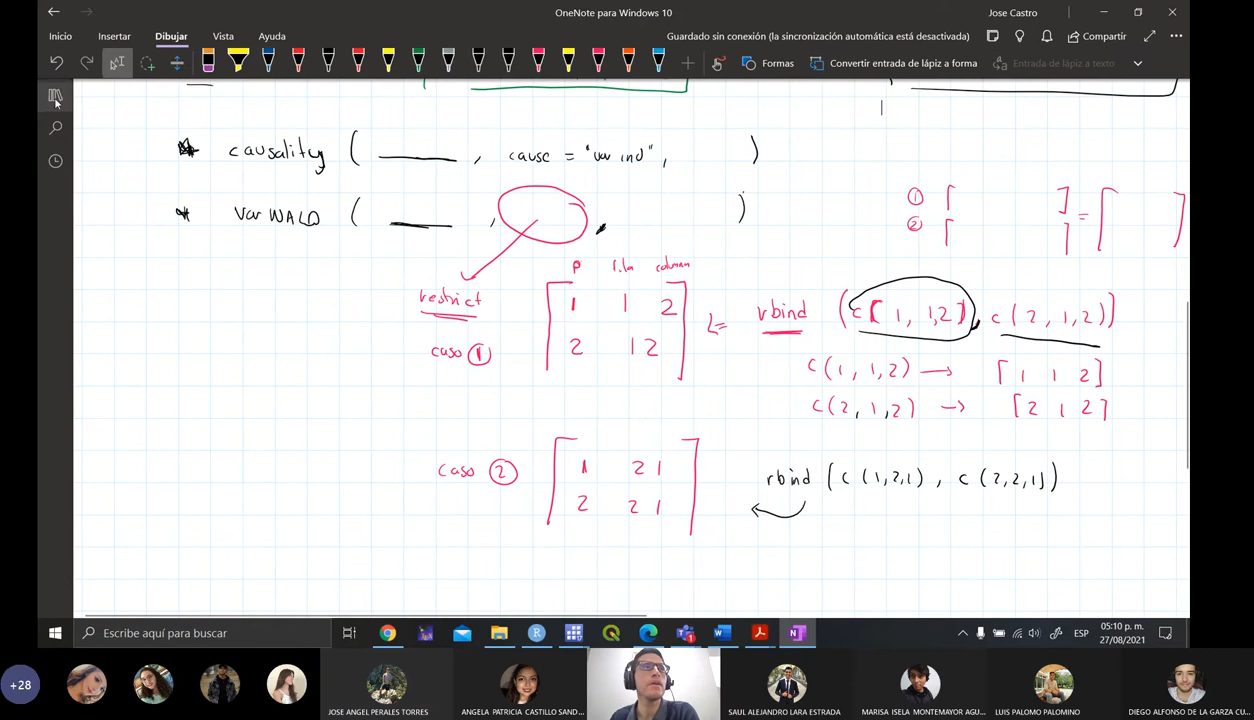 OneNote para Windows 10
Jose Castro
Inicio Insertar Dibujar Vista Ayuda
Guardado sin conexión (la sincronización automática está desactivada)
Compartir
Formas
Convertir entrada de lápiz a forma
Entrada de lápiz a texto
* causality ( ____ , cause = "var ind", )
* varWALD ( ____ , )
① [ ] = [ ]
② [ ]
P fila column
restrict
1 1 2
<= rbind (c( 1, 1,2), c (2, 1,2))
caso ①
2 1 2
c(1, 1,2) → [ 1 1 2 ]
c(2,1,2) → [ 2 1 2 ]
caso ②
1 2 1
rbind ( c (1,2,1) , c (2,2,1))
2 2 1
Escribe aquí para buscar
ESP
05:10 p. m.
27/08/2021
+28
JOSE ANGEL PERALES TORRES
ANGELA PATRICIA CASTILLO SAND...
SAUL ALEJANDRO LARA ESTRADA
MARISA ISELA MONTEMAYOR AGU...
LUIS PALOMO PALOMINO
DIEGO ALFONSO DE LA GARZA CU...